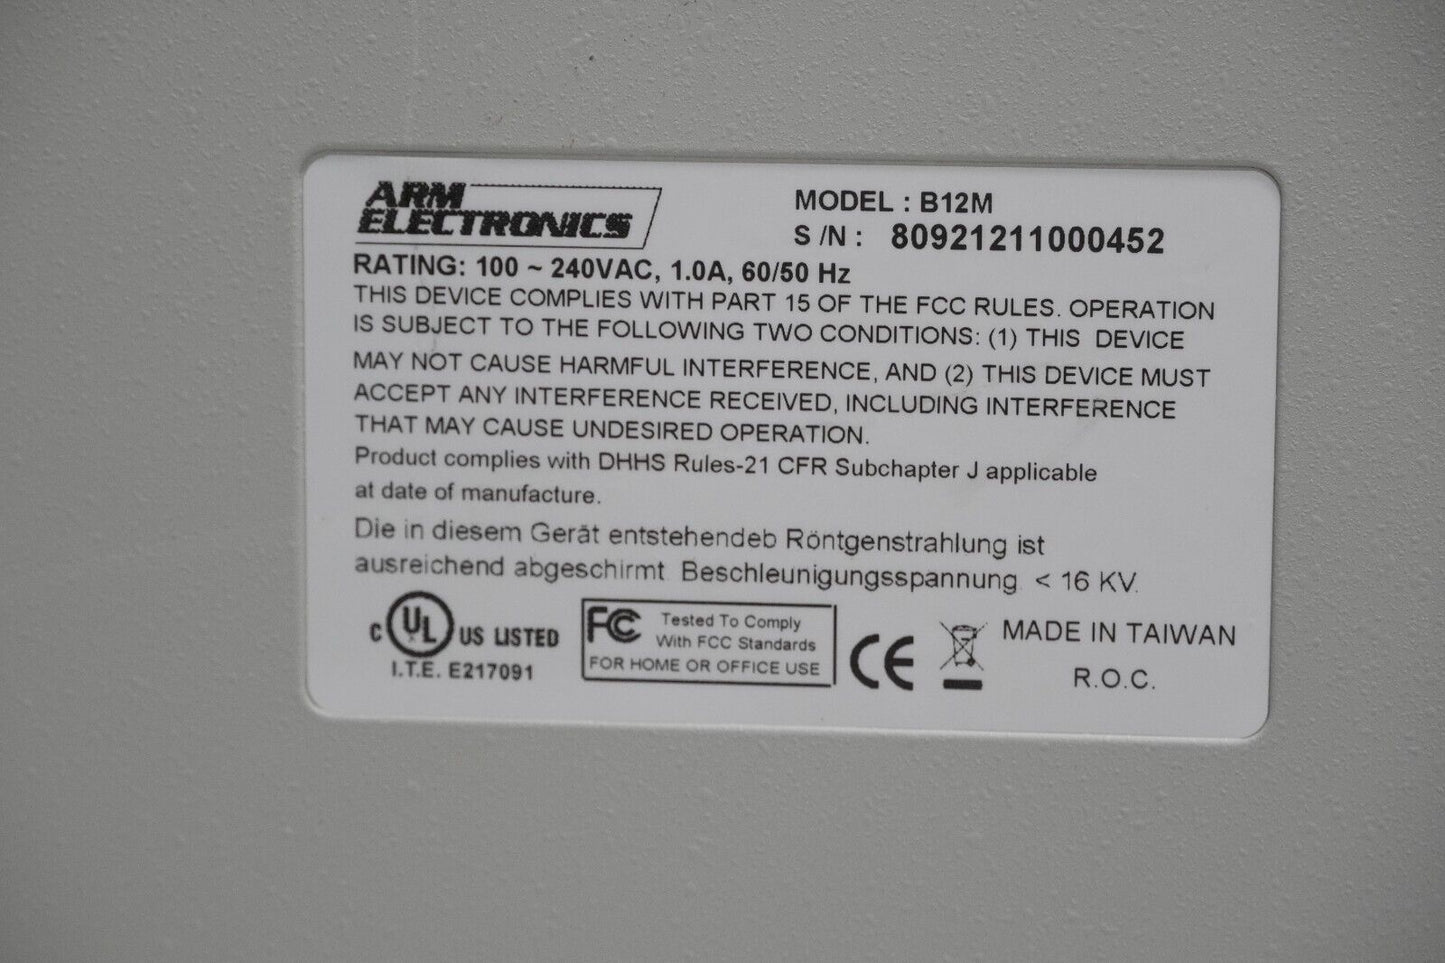 ARM
ELECTRONICS
MODEL : B12M
S /N : 80921211000452
RATING: 100 ~ 240VAC, 1.0A, 60/50 Hz
THIS DEVICE COMPLIES WITH PART 15 OF THE FCC RULES. OPERATION
IS SUBJECT TO THE FOLLOWING TWO CONDITIONS: (1) THIS DEVICE
MAY NOT CAUSE HARMFUL INTERFERENCE, AND (2) THIS DEVICE MUST
ACCEPT ANY INTERFERENCE RECEIVED, INCLUDING INTERFERENCE
THAT MAY CAUSE UNDESIRED OPERATION.
Product complies with DHHS Rules-21 CFR Subchapter J applicable
at date of manufacture.
Die in diesem Gerät entstehendeb Röntgenstrahlung ist
ausreichend abgeschirmt. Beschleunigungsspannung < 16 KV.
C UL US LISTED
I.T.E. E217091
FC Tested To Comply
With FCC Standards
FOR HOME OR OFFICE USE
CE
MADE IN TAIWAN
R.O.C.